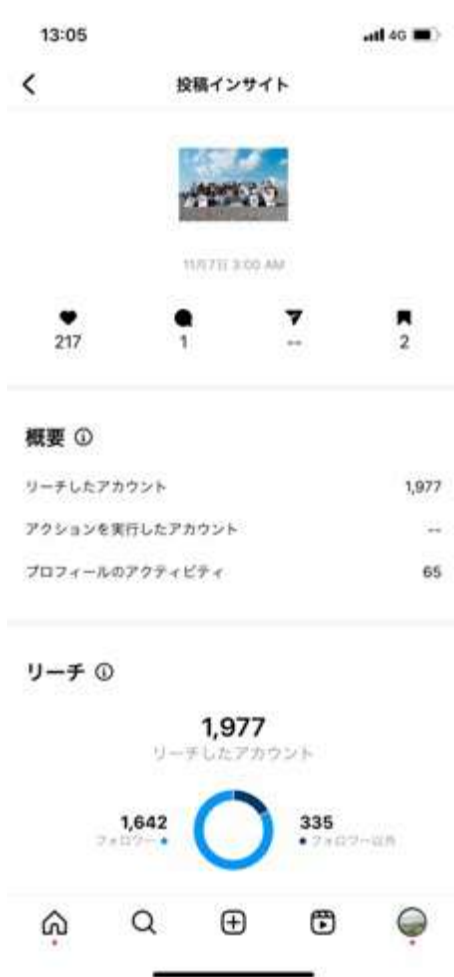 13:05
4G
投稿インサイト
11月7日 3:00 AM
217 1 -- 2
概要
リーチしたアカウント 1,977
アクションを実行したアカウント --
プロフィールのアクティビティ 65
リーチ
1,977
リーチしたアカウント
1,642 335
フォロワー フォロワー以外